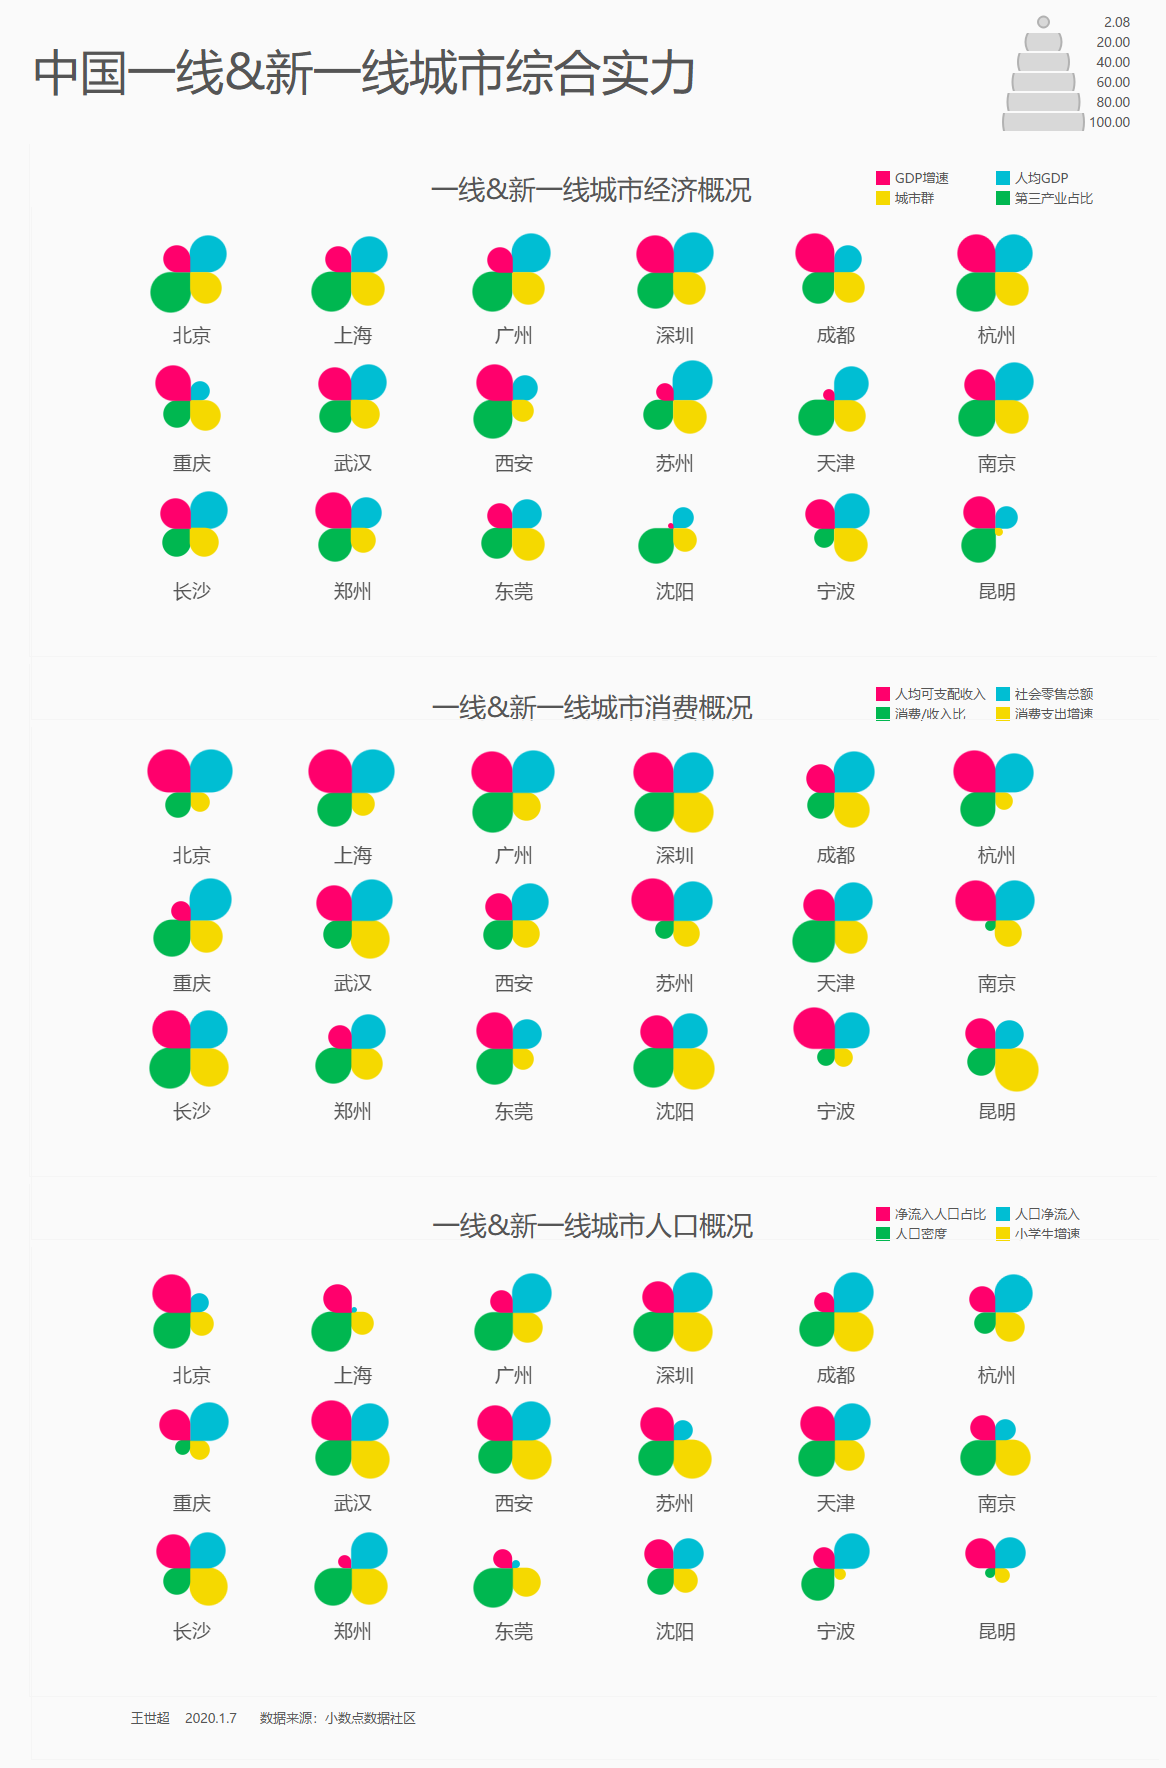 中国一线&新一线城市综合实力
2.08
20.00
40.00
60.00
80.00
100.00
一线&新一线城市经济概况
GDP增速 人均GDP
城市群 第三产业占比
北京 上海 广州 深圳 成都 杭州
重庆 武汉 西安 苏州 天津 南京
长沙 郑州 东莞 沈阳 宁波 昆明
一线&新一线城市消费概况
人均可支配收入 社会零售总额
消费/收入比 消费支出增速
北京 上海 广州 深圳 成都 杭州
重庆 武汉 西安 苏州 天津 南京
长沙 郑州 东莞 沈阳 宁波 昆明
一线&新一线城市人口概况
净流入人口占比 人口净流入
人口密度 小学生增速
北京 上海 广州 深圳 成都 杭州
重庆 武汉 西安 苏州 天津 南京
长沙 郑州 东莞 沈阳 宁波 昆明
王世超 2020.1.7 数据来源：小数点数据社区